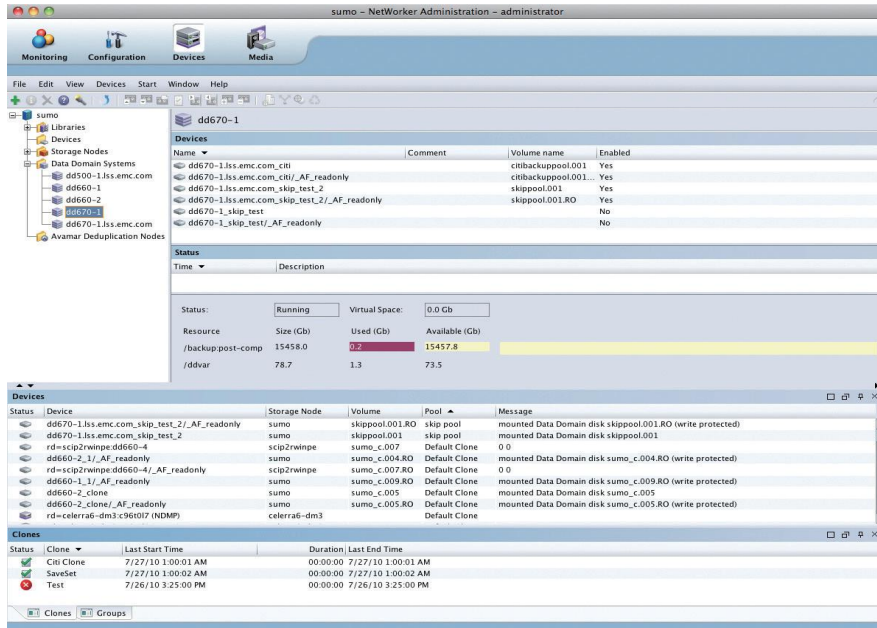 sumo – NetWorker Administration – administrator
Monitoring Configuration Devices Media
File Edit View Devices Start Window Help
sumo
Libraries
Devices
Storage Nodes
Data Domain Systems
dd500-1.lss.emc.com
dd660-1
dd660-2
dd670-1
dd670-1.lss.emc.com
Avamar Deduplication Nodes
dd670-1
Devices
Name Comment Volume name Enabled
dd670-1.lss.emc.com_citi citibackuppool.001 Yes
dd670-1.lss.emc.com_citi/_AF_readonly citibackuppool.001... Yes
dd670-1.lss.emc.com_skip_test_2 skippool.001 Yes
dd670-1.lss.emc.com_skip_test_2/_AF_readonly skippool.001.RO Yes
dd670-1_skip_test No
dd670-1_skip_test/_AF_readonly No
Status
Time Description
Status: Running Virtual Space: 0.0 Gb
Resource Size (Gb) Used (Gb) Available (Gb)
/backup:post-comp 15458.0 0.2 15457.8
/ddvar 78.7 1.3 73.5
Devices
Status Device Storage Node Volume Pool Message
dd670-1.lss.emc.com_skip_test_2/_AF_readonly sumo skippool.001.RO skip pool mounted Data Domain disk skippool.001.RO (write protected)
dd670-1.lss.emc.com_skip_test_2 sumo skippool.001 skip pool mounted Data Domain disk skippool.001
rd=scip2rwinpe:dd660-4 scip2rwinpe sumo_c.007 Default Clone 0 0
dd660-2_1/_AF_readonly sumo sumo_c.004.RO Default Clone mounted Data Domain disk sumo_c.004.RO (write protected)
rd=scip2rwinpe:dd660-4/_AF_readonly scip2rwinpe sumo_c.007.RO Default Clone 0 0
dd660-1_1/_AF_readonly sumo sumo_c.009.RO Default Clone mounted Data Domain disk sumo_c.009.RO (write protected)
dd660-2_clone sumo sumo_c.005 Default Clone mounted Data Domain disk sumo_c.005
dd660-2_clone/_AF_readonly sumo sumo_c.005.RO Default Clone mounted Data Domain disk sumo_c.005.RO (write protected)
rd=celerra6-dm3:c96t0l7 (NDMP) celerra6-dm3 Default Clone
Clones
Status Clone Last Start Time Duration Last End Time
Citi Clone 7/27/10 1:00:01 AM 00:00:00 7/27/10 1:00:01 AM
SaveSet 7/27/10 1:00:02 AM 00:00:00 7/27/10 1:00:02 AM
Test 7/26/10 3:25:00 PM 00:00:00 7/26/10 3:25:00 PM
Clones Groups